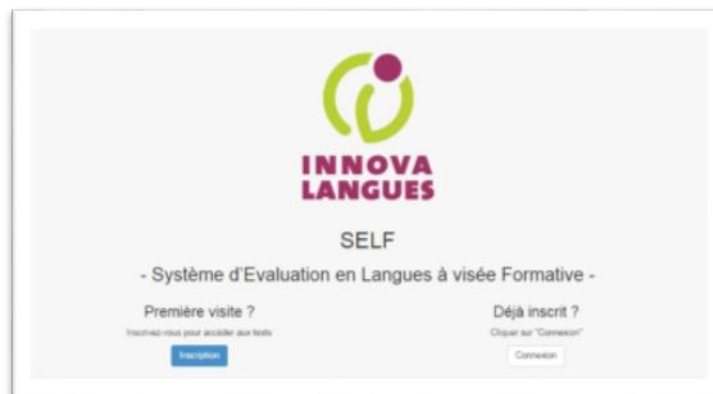 INNOVA
LANGUES
SELF
- Système d'Evaluation en Langues à visée Formative -
Première visite ?
Inscrivez-vous pour accéder aux tests
Inscription
Déjà inscrit ?
Cliquer sur "Connexion"
Connexion